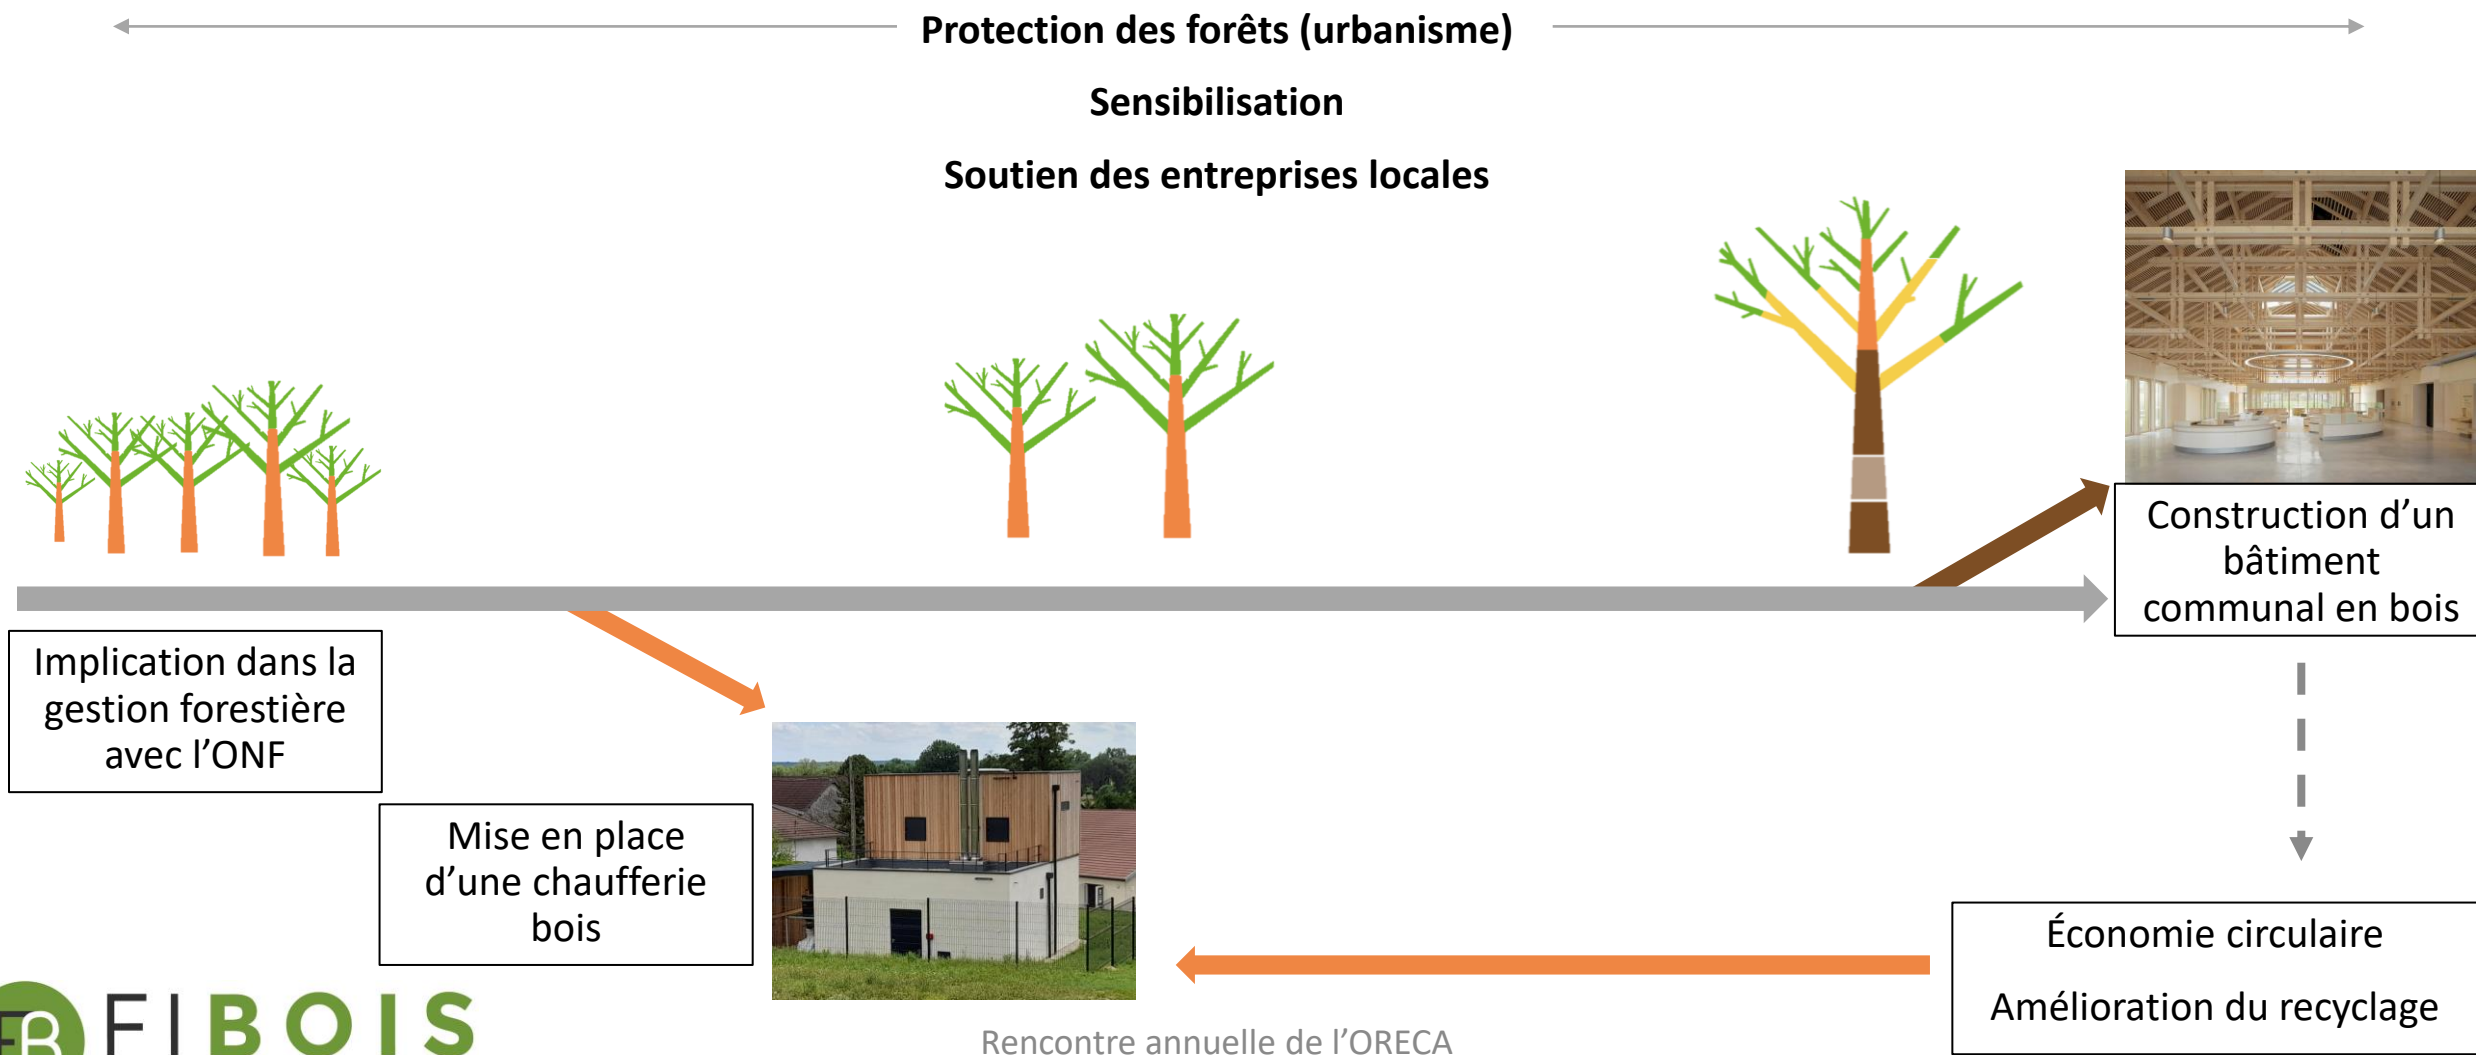 Protection des forêts (urbanisme)
Sensibilisation
Soutien des entreprises locales
Construction d’un
bâtiment
communal en bois
Implication dans la
gestion forestière
avec l’ONF
Mise en place
d’une chaufferie
bois
Économie circulaire
Amélioration du recyclage
FIBOIS
Rencontre annuelle de l’ORECA